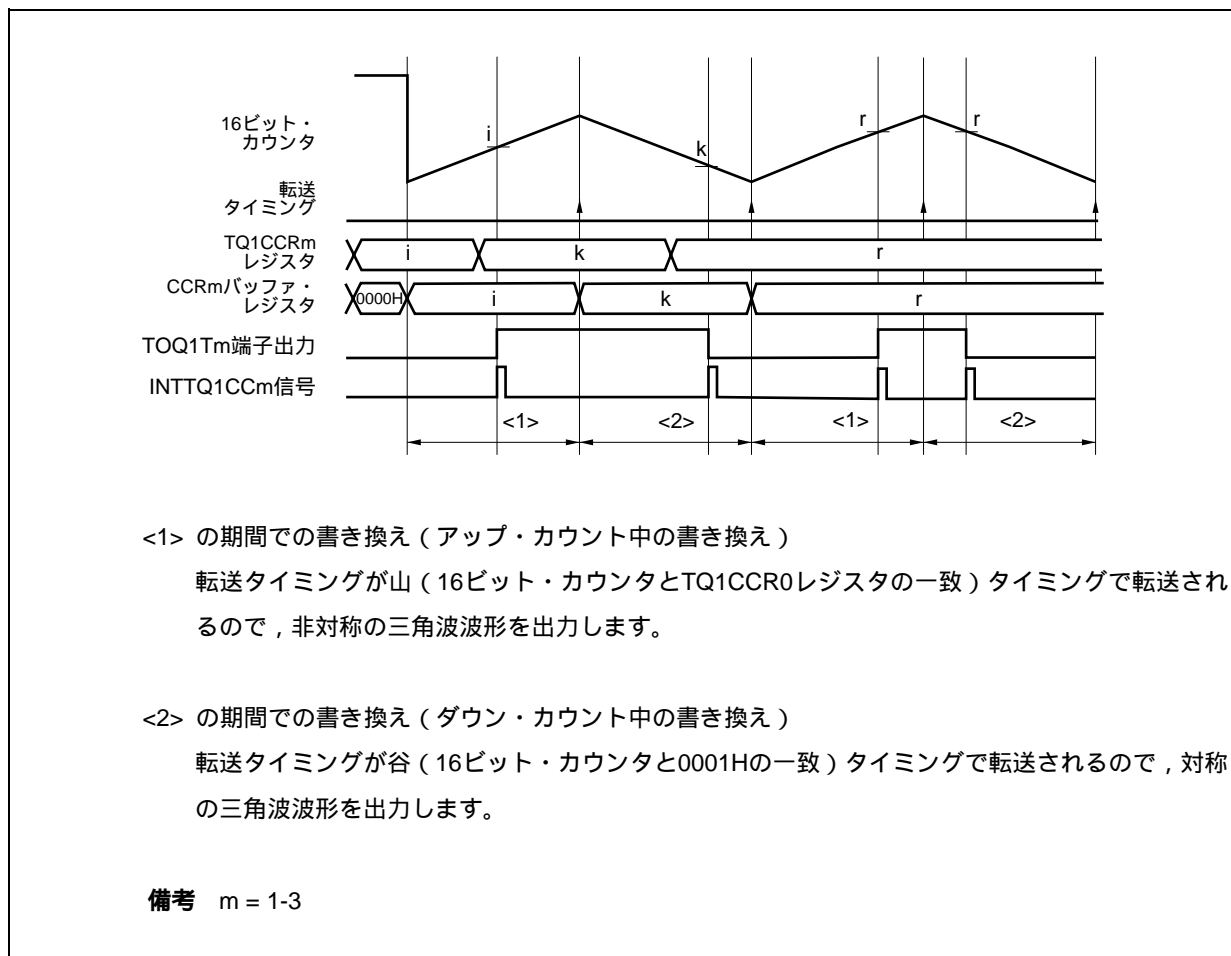 16ビット・
カウンタ
i
k
r
r
転送
タイミング
TQ1CCRm
レジスタ
i
k
r
CCRmバッファ・
レジスタ
0000H
i
k
r
TOQ1Tm端子出力
INTTQ1CCm信号
<1>
<2>
<1>
<2>
<1> の期間での書き換え（アップ・カウント中の書き換え）
転送タイミングが山（16ビット・カウンタとTQ1CCR0レジスタの一致）タイミングで転送され
るので，非対称の三角波波形を出力します。
<2> の期間での書き換え（ダウン・カウント中の書き換え）
転送タイミングが谷（16ビット・カウンタと0001Hの一致）タイミングで転送されるので，対称
の三角波波形を出力します。
備考 m = 1-3